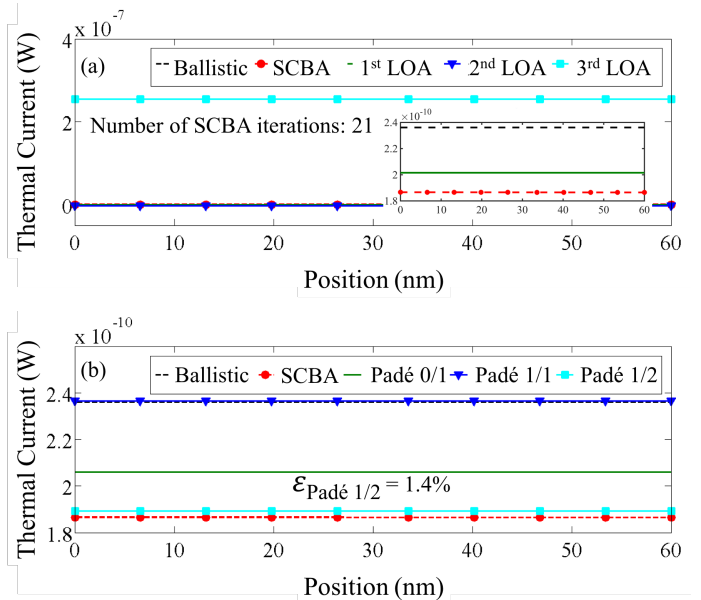 4 x 10^-7
(a)
Ballistic SCBA 1st LOA 2nd LOA 3rd LOA
Thermal Current (W)
2
Number of SCBA iterations: 21
×10^-10
2.4
2.2
2
1.8
0 10 20 30 40 50 60
0
0 10 20 30 40 50 60
Position (nm)
x 10^-10
(b)
Ballistic SCBA Padé 0/1 Padé 1/1 Padé 1/2
Thermal Current (W)
2.4
2.2
ε Padé 1/2 = 1.4%
2
1.8
0 10 20 30 40 50 60
Position (nm)